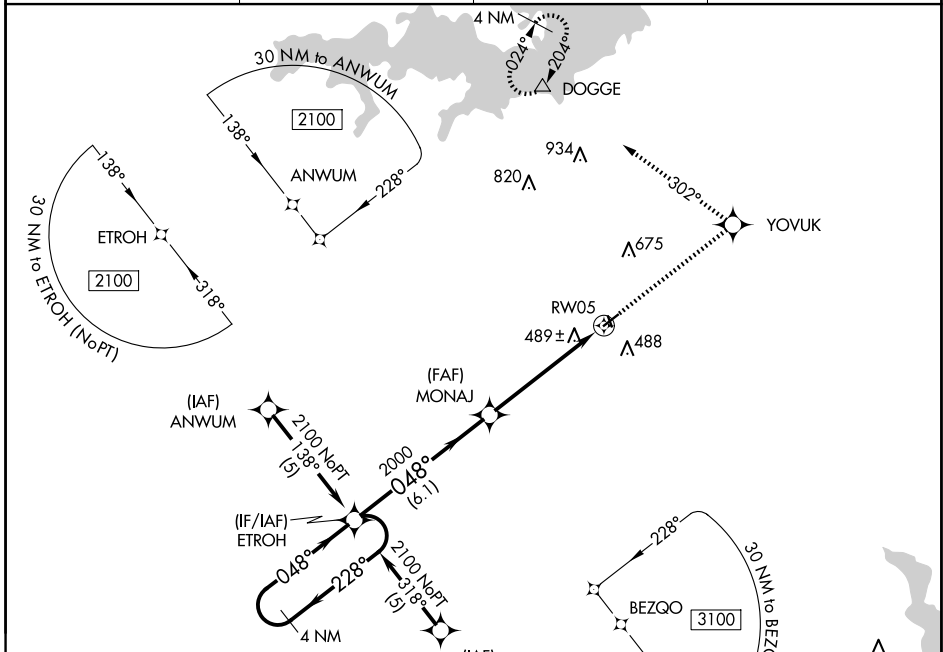 4 NM
024°
204°
DOGGE
30 NM to ANWUM
2100
138°
ANWUM
228°
934
820
302°
YOVUK
138°
ETROH
2100
318°
30 NM to ETROH (NoPT)
675
RW05
489±
488
(FAF)
MONAJ
(IAF)
ANWUM
2100 NoPT
138°
(5)
2000
048°
(6.1)
(IF/IAF)
ETROH
048°
228°
4 NM
2100 NoPT
318°
(5)
228°
BEZQO
3100
30 NM to BEZQ